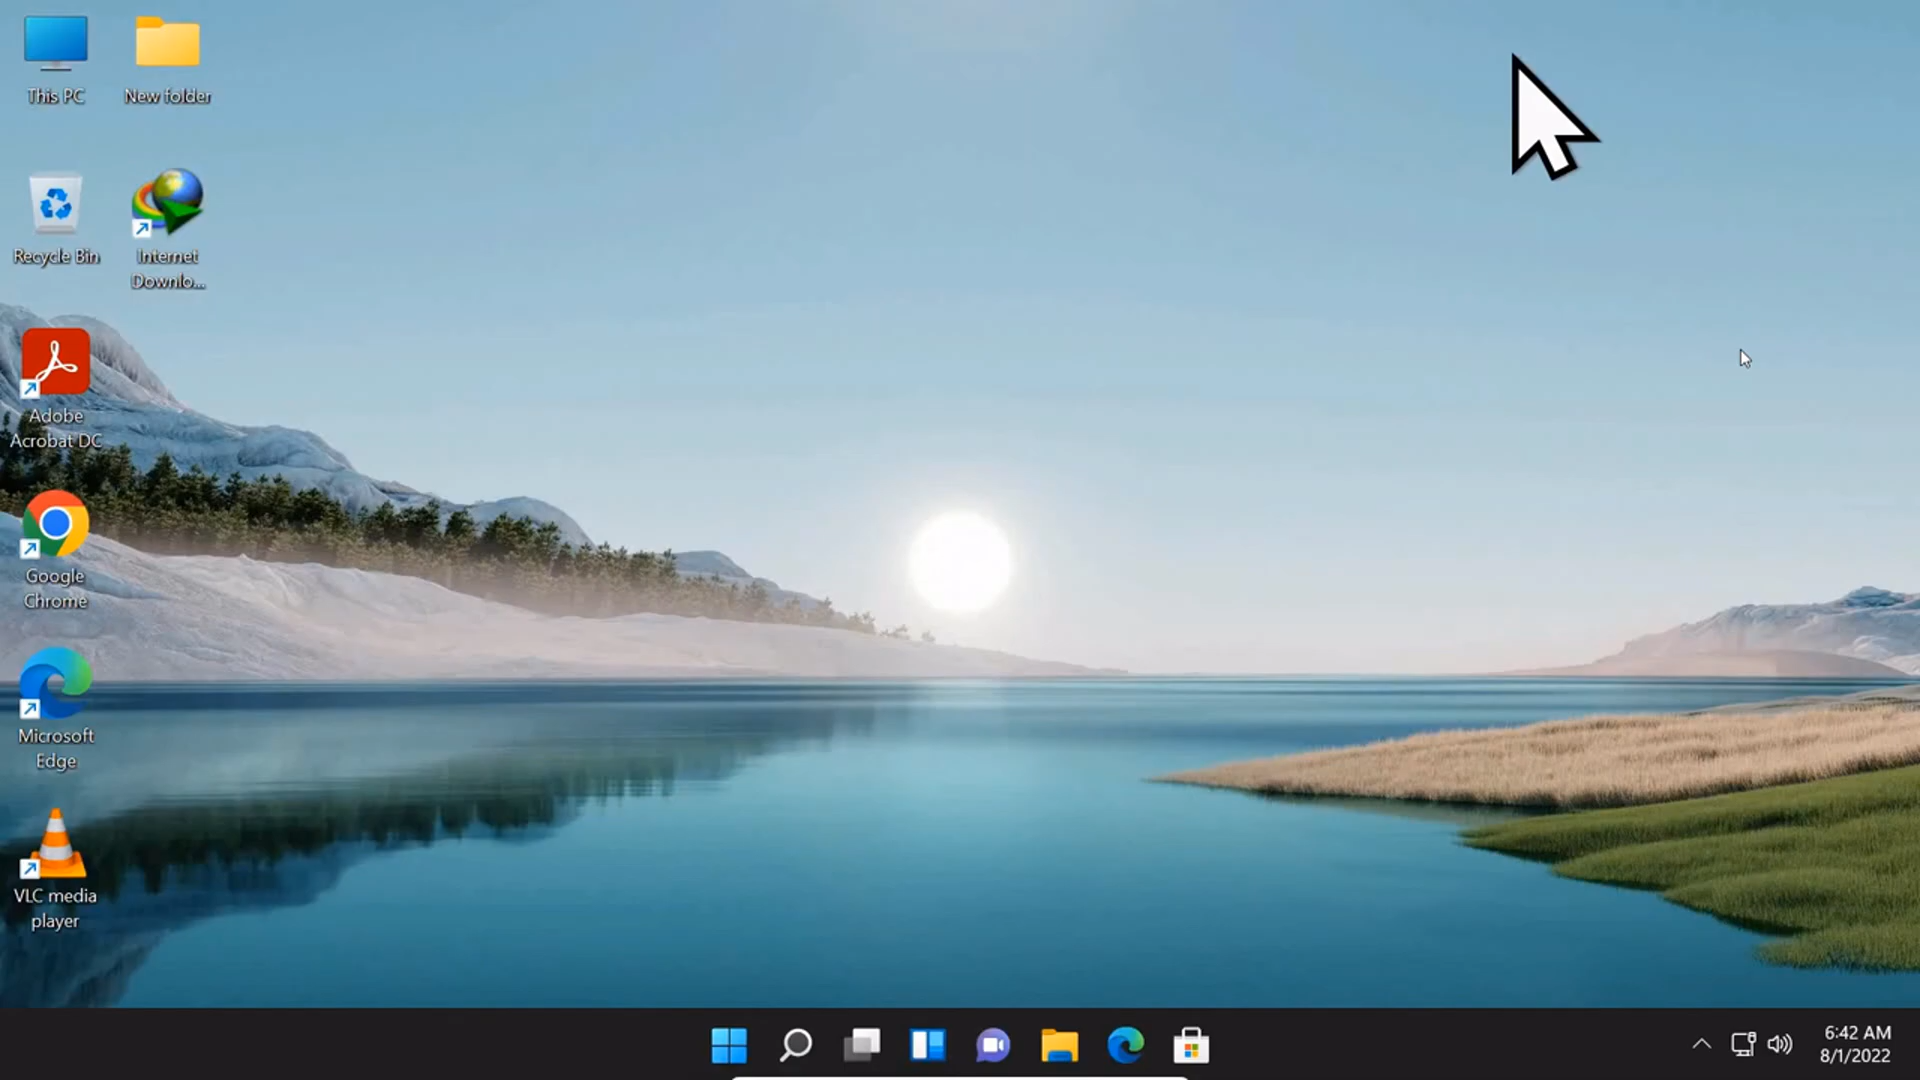 This PC
New folder
Recycle Bin
Internet
Downlo...
Adobe
Acrobat DC
Google
Chrome
Microsoft
Edge
VLC media
player
6:42 AM
8/1/2022